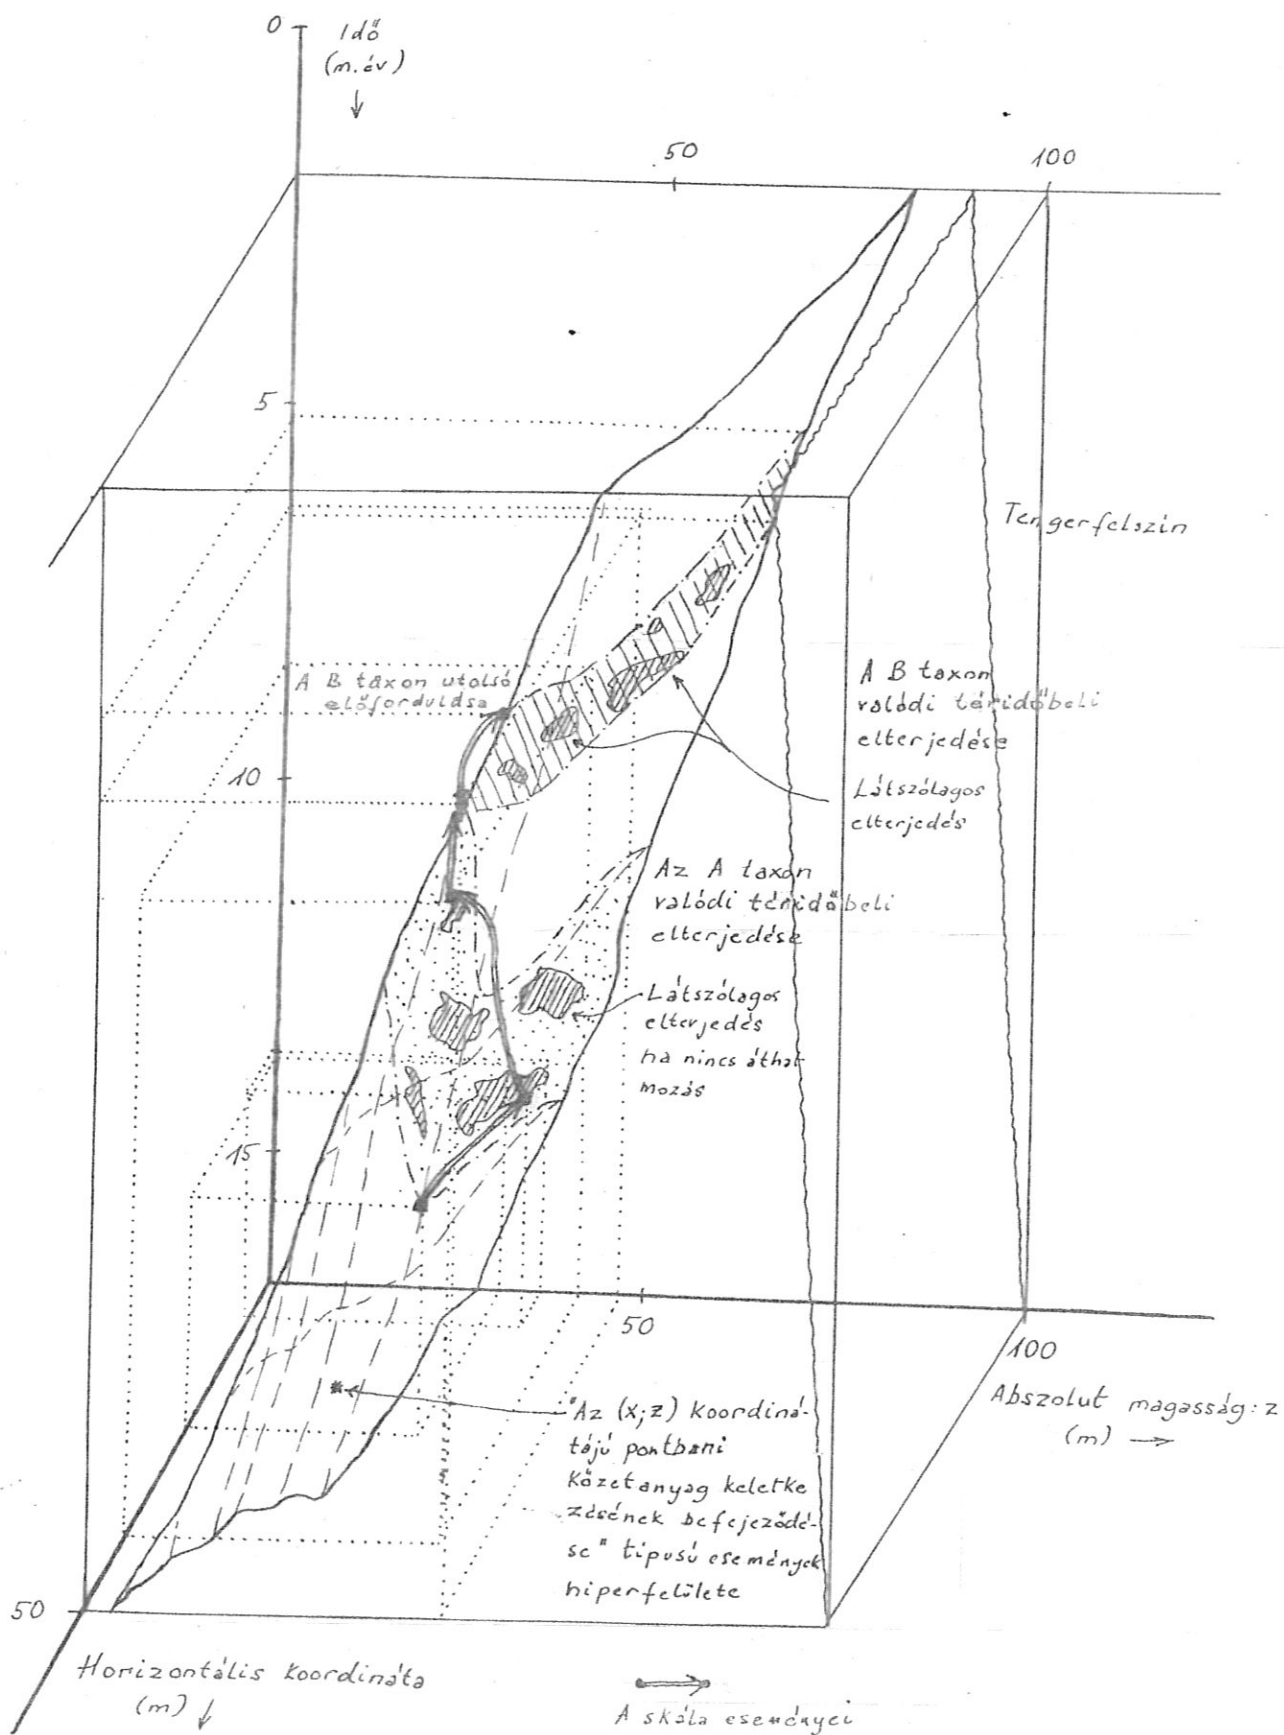 0
Idő
(m.év)
50
100
5
Tengerfelszín
A B taxon utolsó
előfordulása
A B taxon
valódi téridőbeli
elterjedése
10
Látszólagos
elterjedés
Az A taxon
valódi téridőbeli
elterjedése
Látszólagos
elterjedés
ha nincs áthal
mozás
15
50
100
Abszolut magasság: z
(m) →
"Az (x;z) koordiná-
tájú pontbani
kőzetanyag keletke
zésének befejeződé-
se" típusú események
hiperfelülete
50
Horizontális koordináta
(m) ↓
A skála eseményei